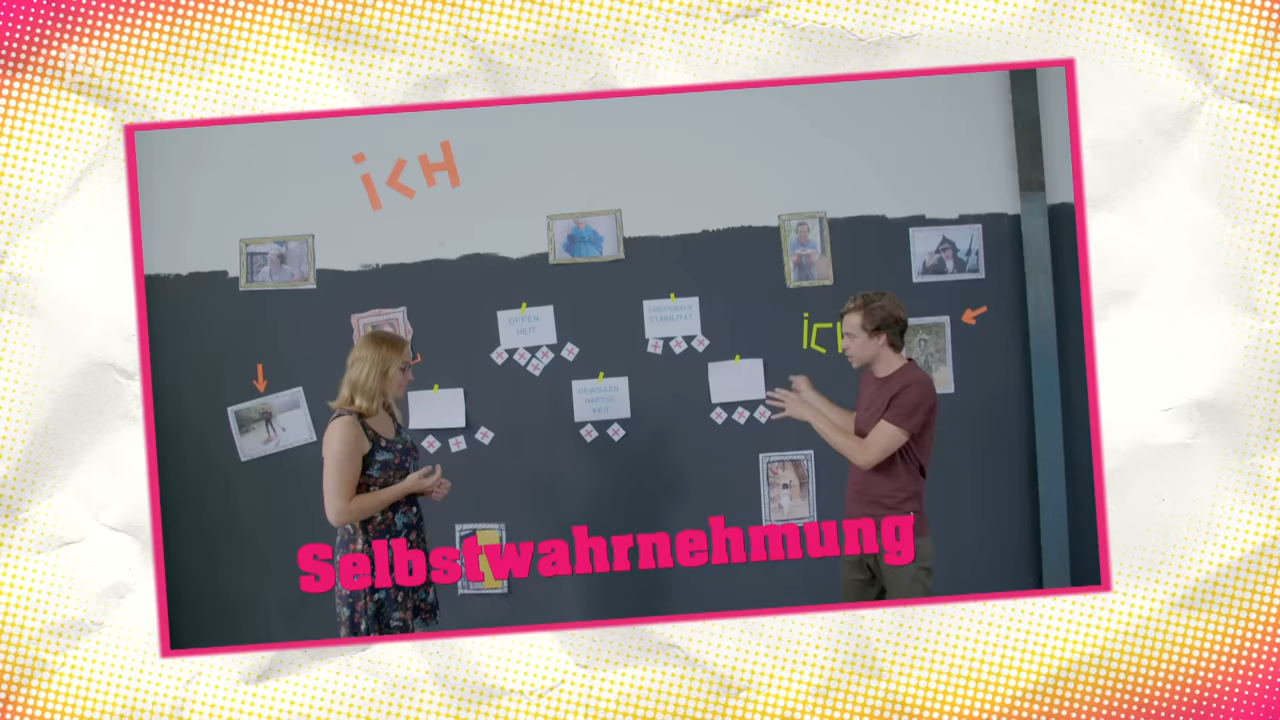 ICH
OFFEN-
HEIT
EMOTIONALE
STABILITÄT
ICH
GEWISSEN-
HAFTIG-
KEIT
Selbstwahrnehmung